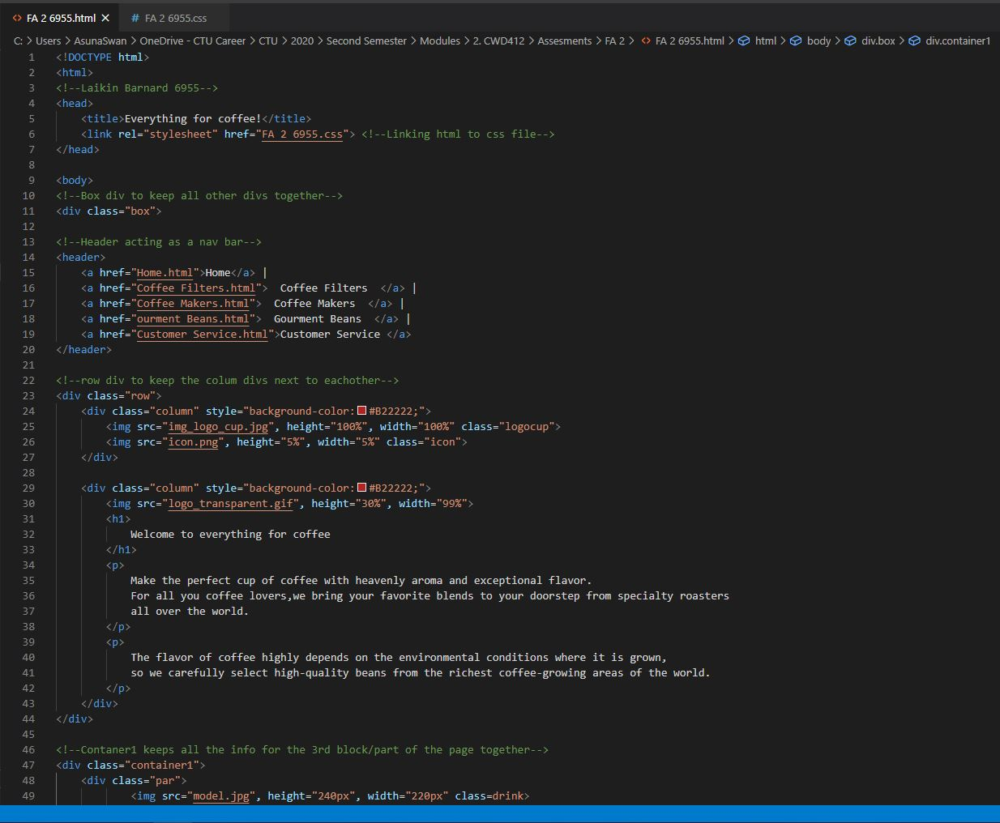 FA 2 6955.html FA 2 6955.css
C: > Users > AsunaSwan > OneDrive - CTU Career > CTU > 2020 > Second Semester > Modules > 2. CWD412 > Assesments > FA 2 > FA 2 6955.html > html > body > div.box > div.container1
1 <!DOCTYPE html>
2 <html>
3 <!--Laikin Barnard 6955-->
4 <head>
5 <title>Everything for coffee!</title>
6 <link rel="stylesheet" href="FA 2 6955.css"> <!--Linking html to css file-->
7 </head>
8
9 <body>
10 <!--Box div to keep all other divs together-->
11 <div class="box">
12
13 <!--Header acting as a nav bar-->
14 <header>
15 <a href="Home.html">Home</a> |
16 <a href="Coffee Filters.html">  Coffee Filters  </a> |
17 <a href="Coffee Makers.html">  Coffee Makers  </a> |
18 <a href="ourment Beans.html">  Gourment Beans  </a> |
19 <a href="Customer Service.html">Customer Service </a>
20 </header>
21
22 <!--row div to keep the colum divs next to eachother-->
23 <div class="row">
24 <div class="column" style="background-color:#B22222;">
25 <img src="img_logo_cup.jpg", height="100%", width="100%" class="logocup">
26 <img src="icon.png", height="5%", width="5%" class="icon">
27 </div>
28
29 <div class="column" style="background-color:#B22222;">
30 <img src="logo_transparent.gif", height="30%", width="99%">
31 <h1>
32 Welcome to everything for coffee
33 </h1>
34 <p>
35 Make the perfect cup of coffee with heavenly aroma and exceptional flavor.
36 For all you coffee lovers,we bring your favorite blends to your doorstep from specialty roasters
37 all over the world.
38 </p>
39 <p>
40 The flavor of coffee highly depends on the environmental conditions where it is grown,
41 so we carefully select high-quality beans from the richest coffee-growing areas of the world.
42 </p>
43 </div>
44 </div>
45
46 <!--Contaner1 keeps all the info for the 3rd block/part of the page together-->
47 <div class="container1">
48 <div class="par">
49 <img src="model.jpg", height="240px", width="220px" class=drink>